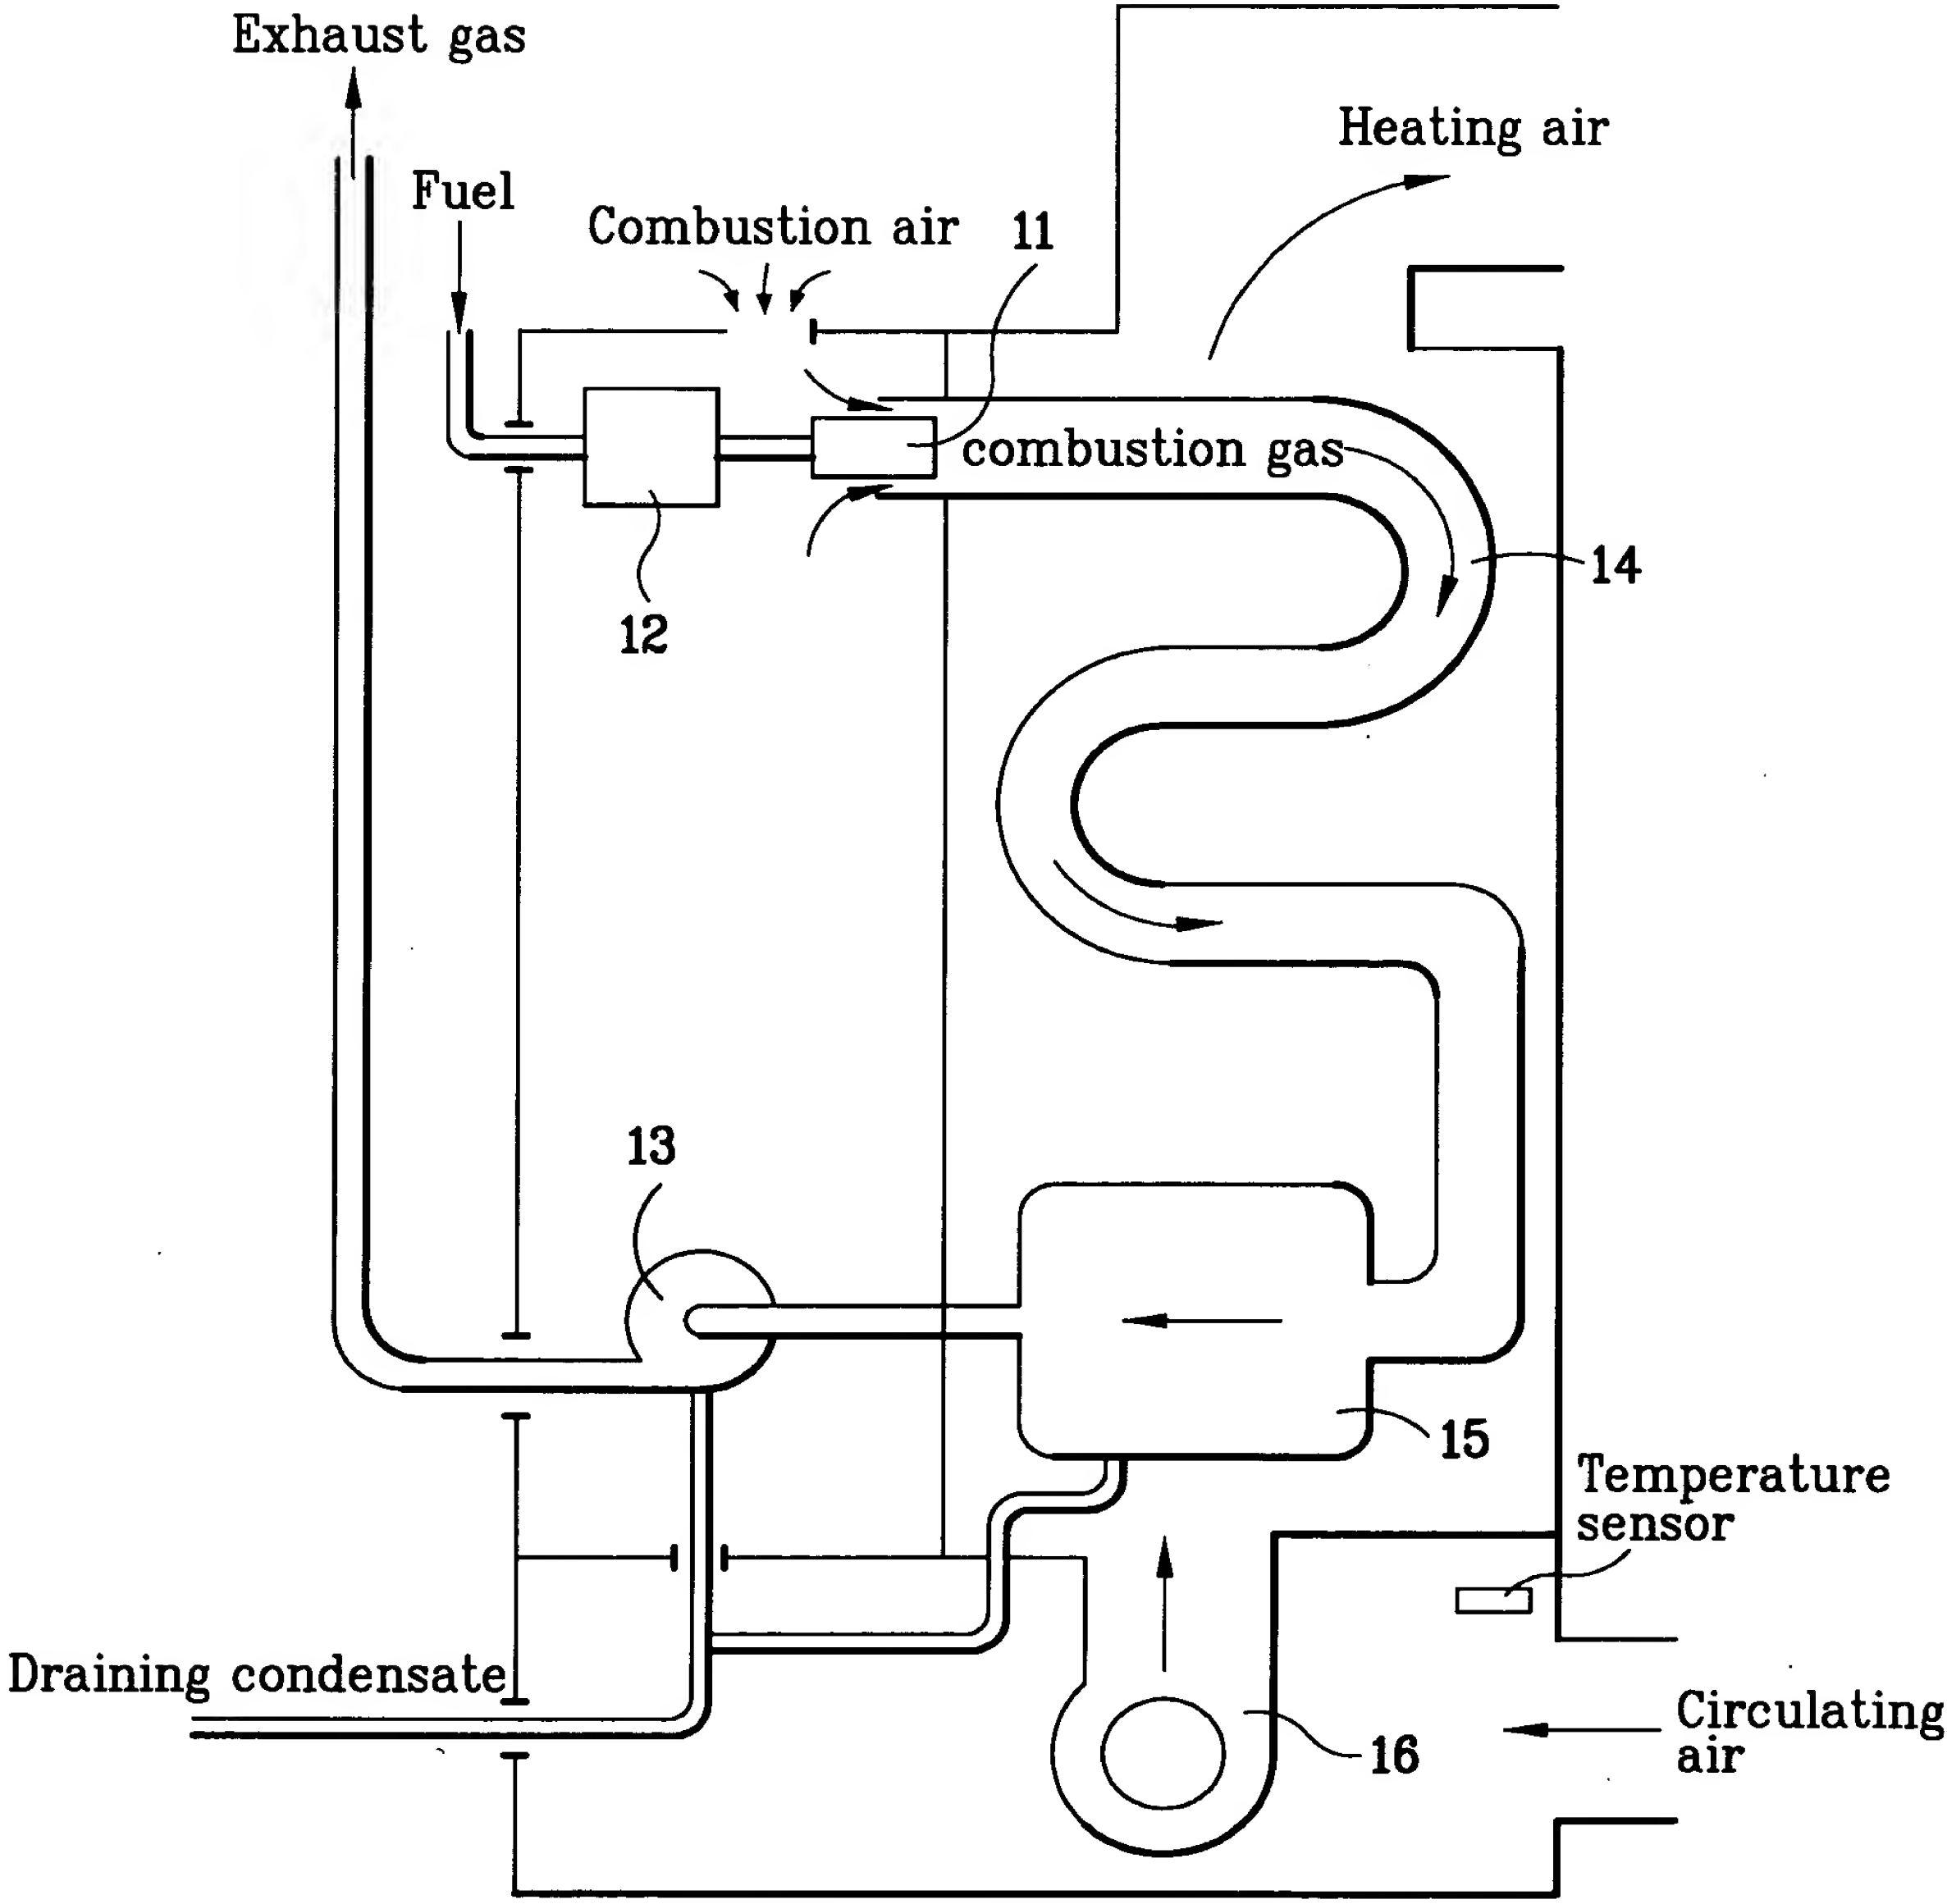 Exhaust gas
Heating air
Fuel
Combustion air
11
combustion gas
14
12
13
15
Temperature
sensor
Draining condensate
Circulating
air
16